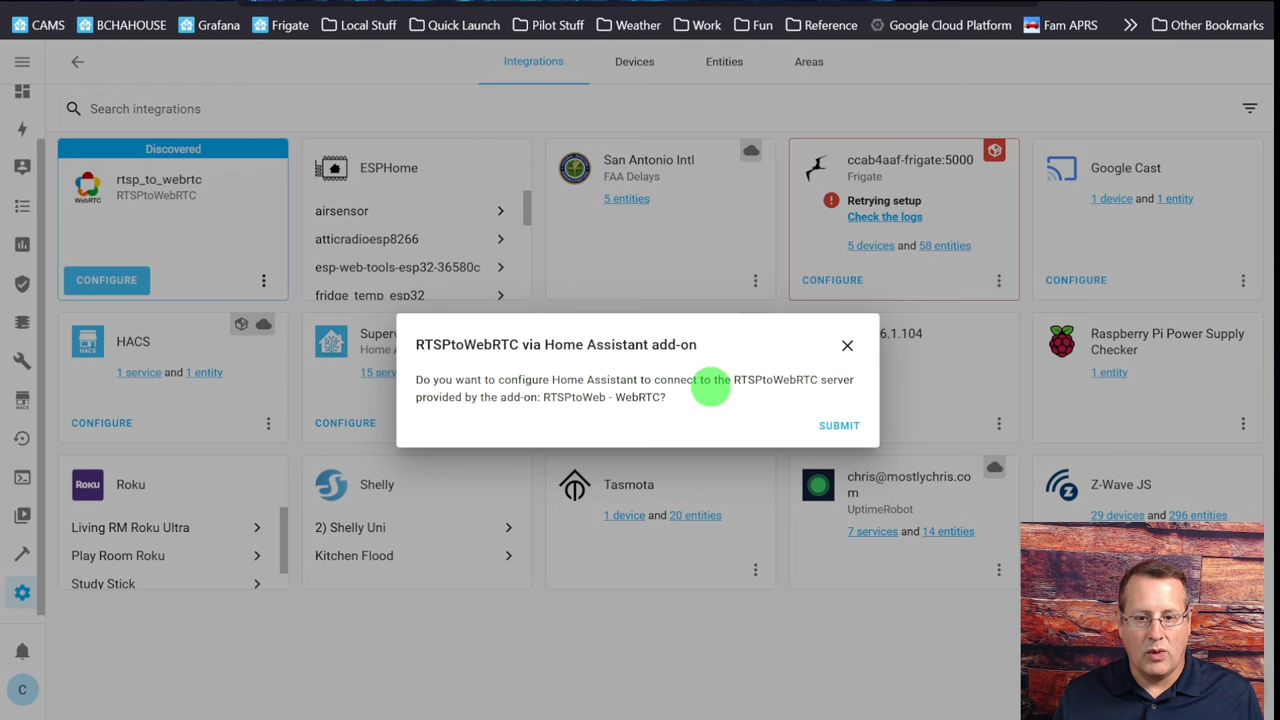 CAMS BCHAHOUSE Grafana Frigate Local Stuff Quick Launch Pilot Stuff Weather Work Fun Reference Google Cloud Platform Fam APRS Other Bookmarks
Integrations Devices Entities Areas
Search integrations
Discovered
rtsp_to_webrtc
RTSPtoWebRTC
WebRTC
CONFIGURE
ESPHome
airsensor
atticradioesp8266
esp-web-tools-esp32-36580c
fridge_temp_esp32
San Antonio Intl
FAA Delays
5 entities
ccab4aaf-frigate:5000
Frigate
Retrying setup
Check the logs
5 devices and 58 entities
CONFIGURE
Google Cast
1 device and 1 entity
CONFIGURE
HACS
HACS
1 service and 1 entity
CONFIGURE
Superv
Home A
15 serv
CONFIGURE
RTSPtoWebRTC via Home Assistant add-on
Do you want to configure Home Assistant to connect to the RTSPtoWebRTC server
provided by the add-on: RTSPtoWeb - WebRTC?
SUBMIT
6.1.104
Raspberry Pi Power Supply
Checker
1 entity
Roku
Roku
Living RM Roku Ultra
Play Room Roku
Study Stick
Shelly
2) Shelly Uni
Kitchen Flood
Tasmota
1 device and 20 entities
chris@mostlychris.co
m
UptimeRobot
7 services and 14 entities
Z-Wave JS
29 devices and 296 entities
C